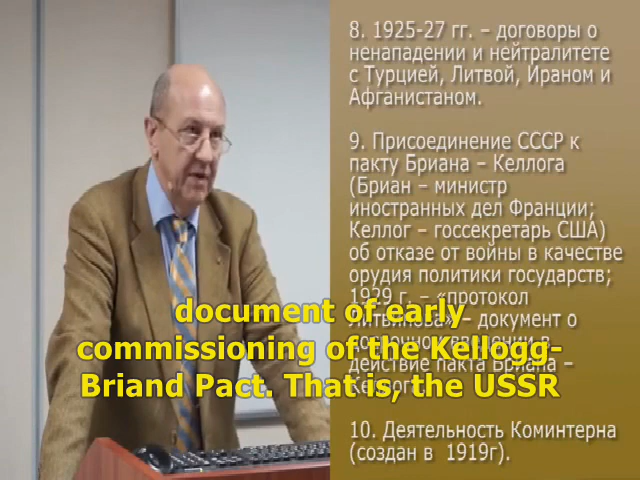 8. 1925-27 гг. – договоры о
ненападении и нейтралитете
с Турцией, Литвой, Ираном и
Афганистаном.
9. Присоединение СССР к
пакту Бриана – Келлога
(Бриан – министр
иностранных дел Франции;
Келлог – госсекретарь США)
об отказе от войны в качестве
орудия политики государств;
1929 г. – «протокол
– документ о
действие пакта Бриана –
10. Деятельность Коминтерна
(создан в 1919г).
document of early
commissioning of the Kellogg-
Briand Pact. That is, the USSR